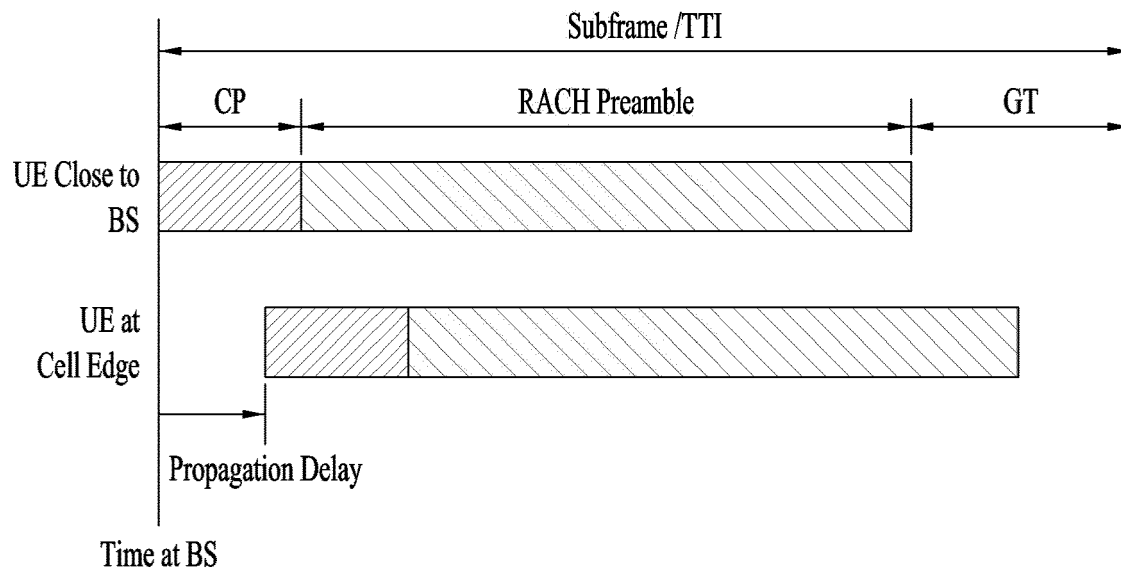 Subframe /TTI
CP
RACH Preamble
GT
UE Close to
BS
UE at
Cell Edge
Propagation Delay
Time at BS